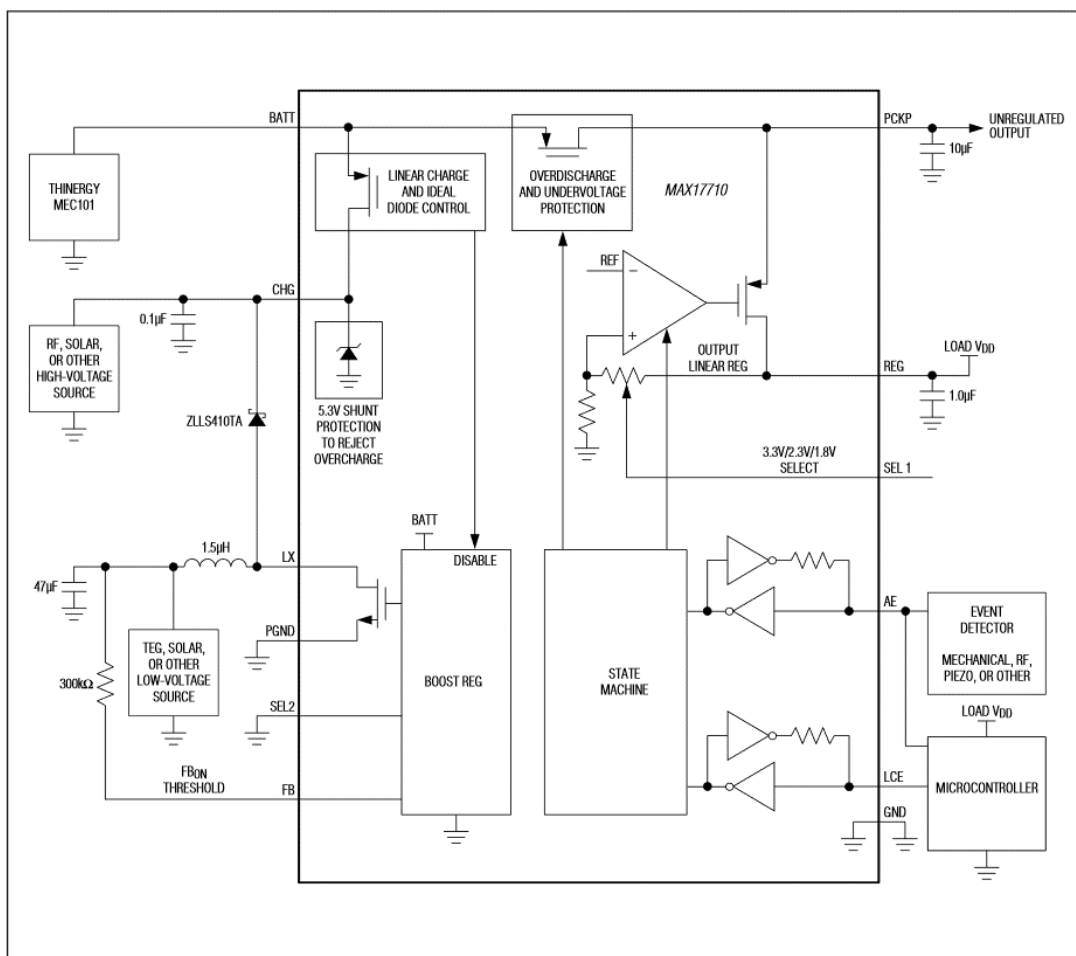 BATT
PCKP
UNREGULATED
OUTPUT
10µF
THINERGY
MEC101
LINEAR CHARGE
AND IDEAL
DIODE CONTROL
OVERDISCHARGE
AND UNDERVOLTAGE
PROTECTION
MAX17710
REF
CHG
0.1µF
RF, SOLAR,
OR OTHER
HIGH-VOLTAGE
SOURCE
ZLLS410TA
5.3V SHUNT
PROTECTION
TO REJECT
OVERCHARGE
OUTPUT
LINEAR REG
REG
LOAD VDD
1.0µF
3.3V/2.3V/1.8V
SELECT
SEL 1
BATT
DISABLE
1.5µH
LX
47µF
PGND
TEG, SOLAR,
OR OTHER
LOW-VOLTAGE
SOURCE
300kΩ
SEL2
BOOST REG
FBON
THRESHOLD
FB
STATE
MACHINE
AE
EVENT
DETECTOR
MECHANICAL, RF,
PIEZO, OR OTHER
LOAD VDD
LCE
MICROCONTROLLER
GND